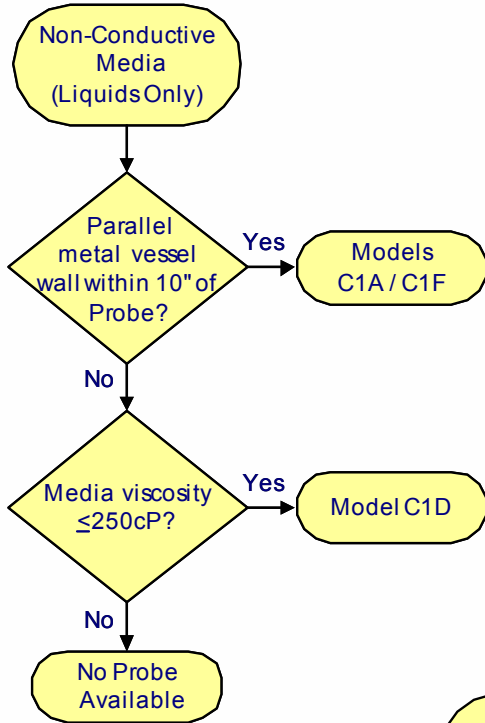 Non-Conductive
Media
(Liquids Only)
Parallel
metal vessel
wall within 10" of
Probe?
Yes
Models
C1A / C1F
No
Media viscosity
≤250cP?
Yes
Model C1D
No
No Probe
Available